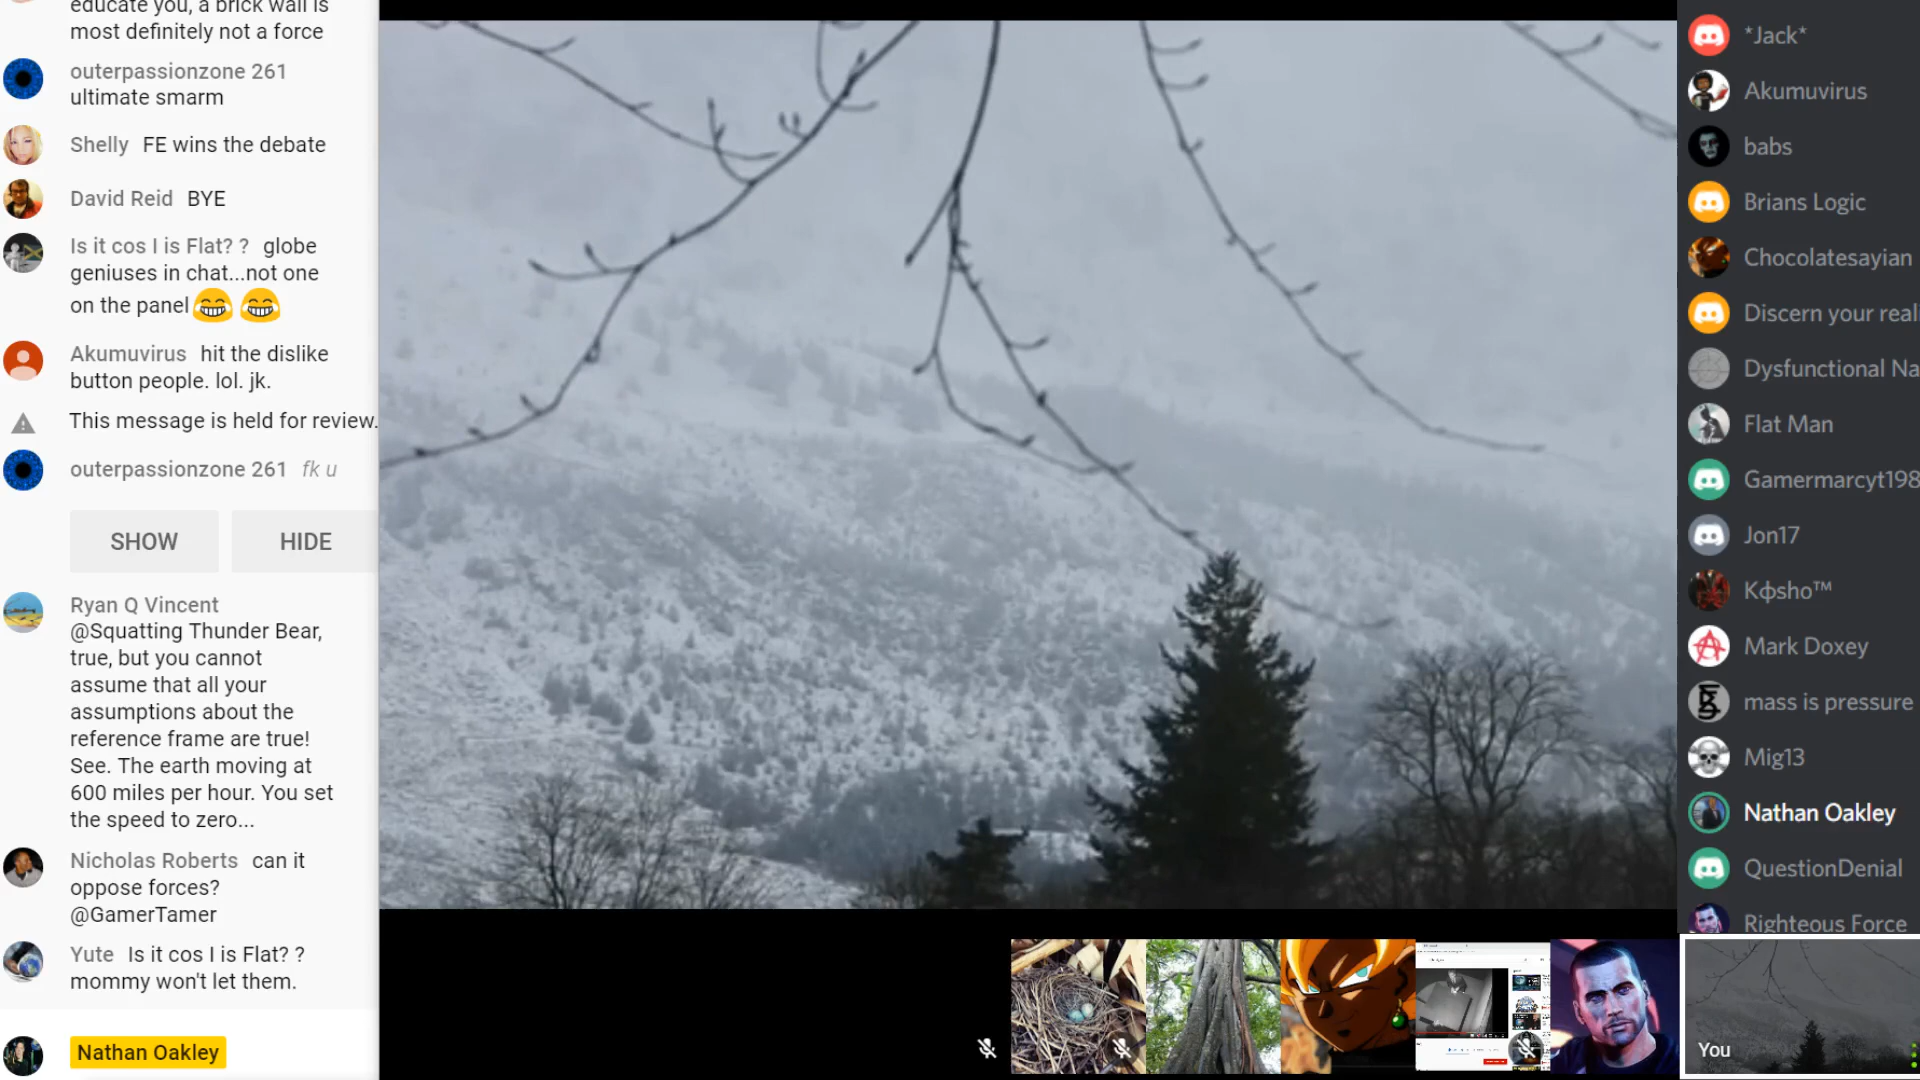 educate you, a brick wall is
most definitely not a force
outerpassionzone 261
ultimate smarm
Shelly FE wins the debate
David Reid BYE
Is it cos I is Flat? ? globe
geniuses in chat...not one
on the panel
Akumuvirus hit the dislike
button people. lol. jk.
This message is held for review.
outerpassionzone 261 fk u
SHOW HIDE
Ryan Q Vincent
@Squatting Thunder Bear,
true, but you cannot
assume that all your
assumptions about the
reference frame are true!
See. The earth moving at
600 miles per hour. You set
the speed to zero...
Nicholas Roberts can it
oppose forces?
@GamerTamer
Yute Is it cos I is Flat? ?
mommy won't let them.
Nathan Oakley
*Jack*
Akumuvirus
babs
Brians Logic
Chocolatesayian
Discern your reali
Dysfunctional Na
Flat Man
Gamermarcyt198
Jon17
Kфsho™
Mark Doxey
mass is pressure
Mig13
Nathan Oakley
QuestionDenial
Righteous Force
You